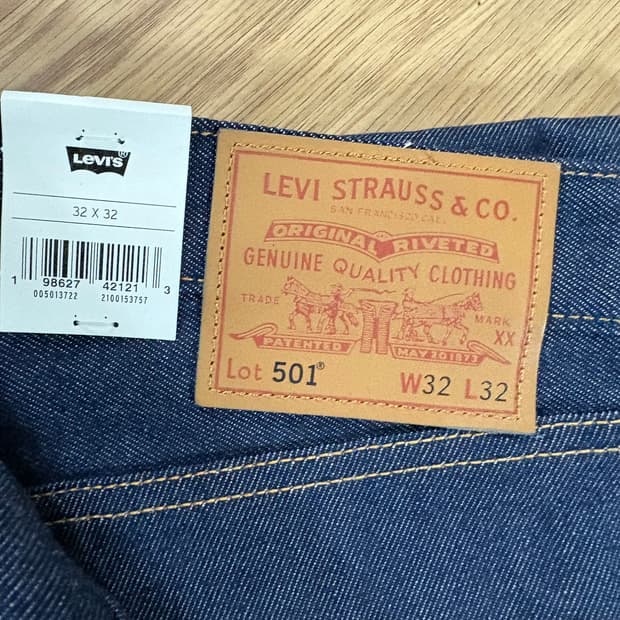 Levi's®
32 X 32
1 98627 42121 3
005013722 2100153757
LEVI STRAUSS & CO.
SAN FRANCISCO CAL.
ORIGINAL RIVETED
GENUINE QUALITY CLOTHING
TRADE MARK
XX
PATENTED MAY 20 1873
Lot 501® W32 L32